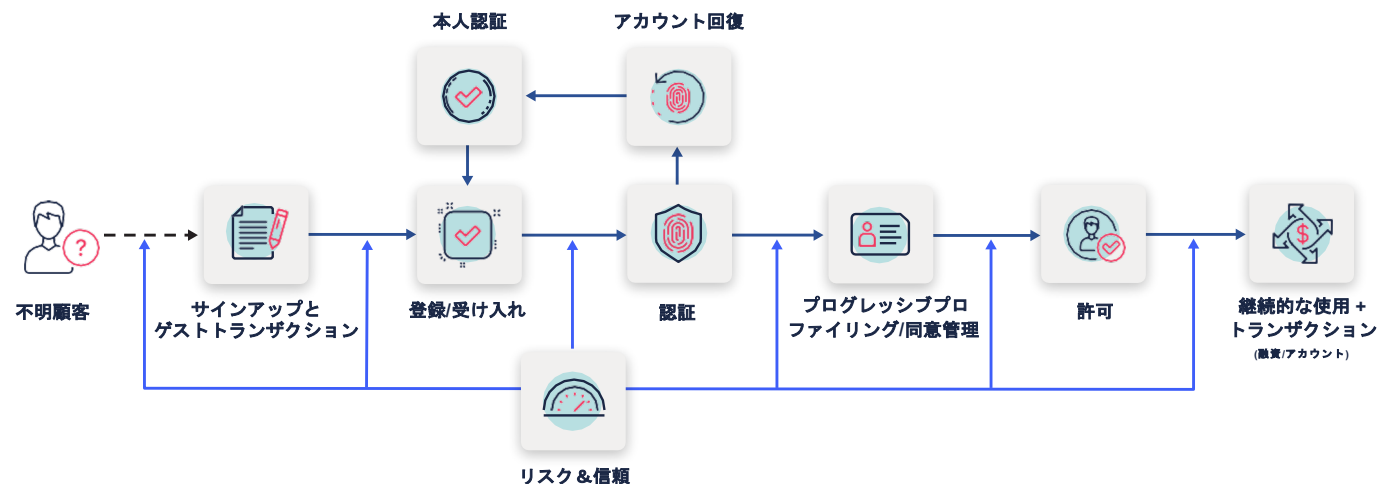 本人認証
アカウント回復
?
$
不明顧客
サインアップと
ゲストトランザクション
登録/受け入れ
認証
プログレッシブプロ
ファイリング/同意管理
許可
継続的な使用 +
トランザクション
(融資/アカウント)
リスク＆信頼